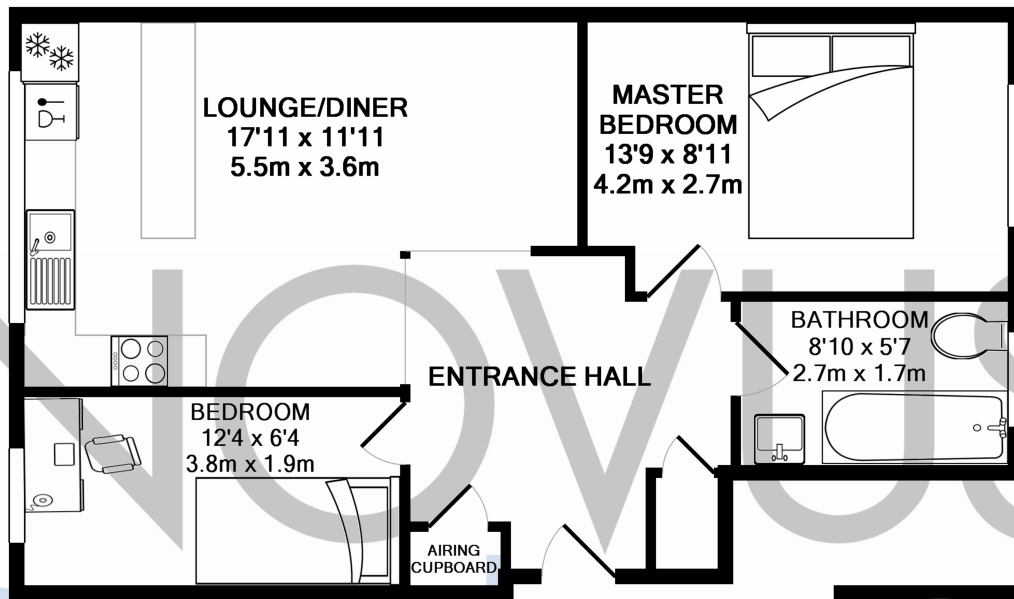 LOUNGE/DINER
17'11 x 11'11
5.5m x 3.6m
MASTER
BEDROOM
13'9 x 8'11
4.2m x 2.7m
BATHROOM
8'10 x 5'7
2.7m x 1.7m
ENTRANCE HALL
BEDROOM
12'4 x 6'4
3.8m x 1.9m
AIRING
CUPBOARD
NOVUS